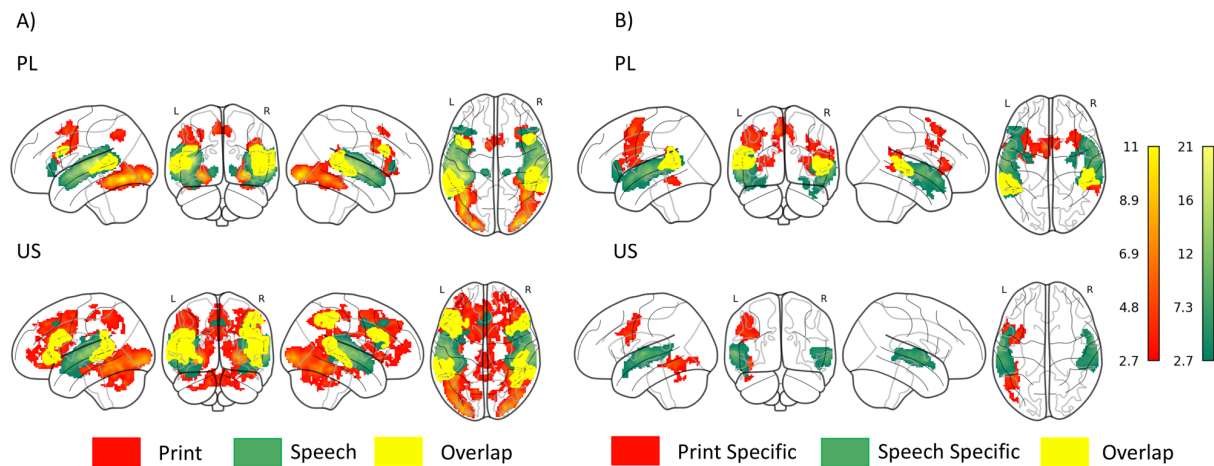 A)
PL
L
R
L
R
US
L
R
L
R
Print
Speech
Overlap
B)
PL
L
R
L
R
US
L
R
L
R
11
8.9
6.9
4.8
2.7
21
16
12
7.3
2.7
Print Specific
Speech Specific
Overlap